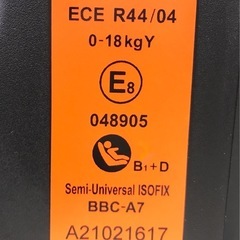 ECE R44/04
0-18kgY
E8
048905
B1+D
Semi-Universal ISOFIX
BBC-A7
A21021617